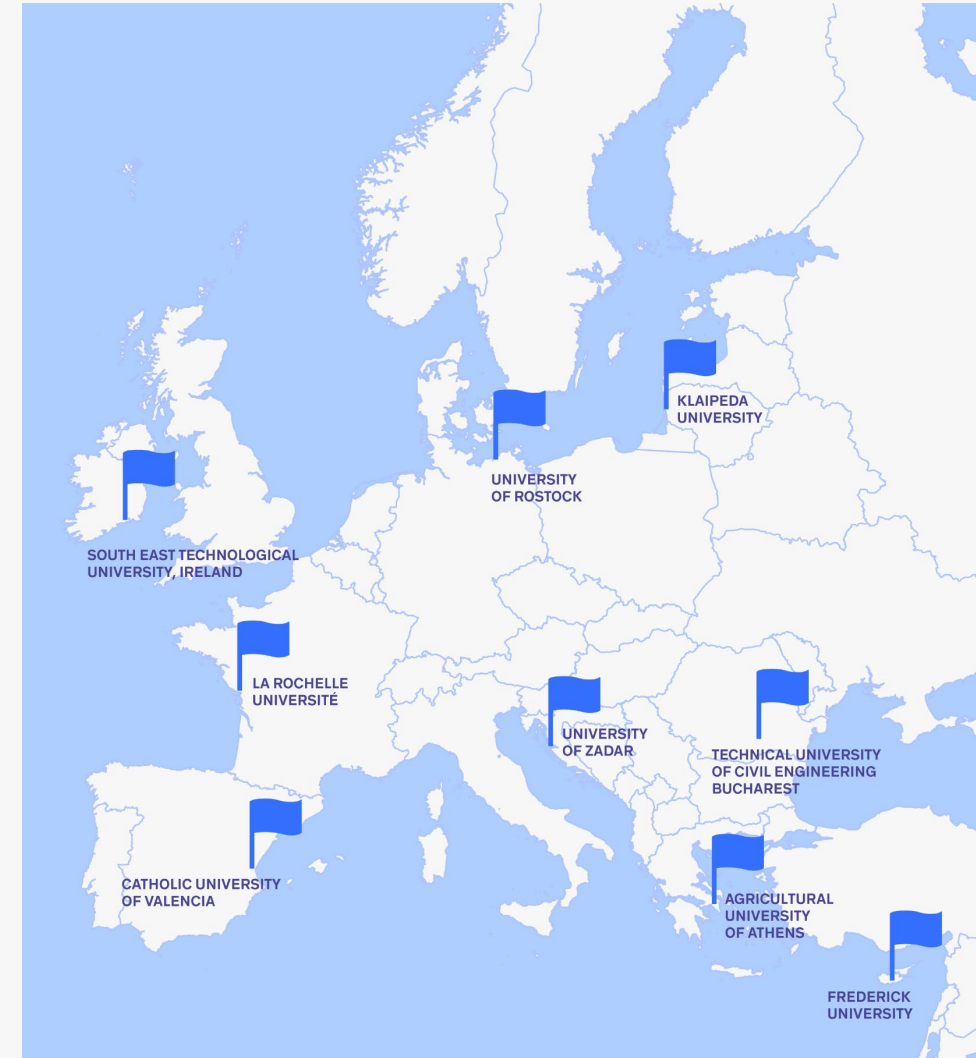 KLAIPEDA
UNIVERSITY
UNIVERSITY
OF ROSTOCK
SOUTH EAST TECHNOLOGICAL
UNIVERSITY, IRELAND
LA ROCHELLE
UNIVERSITÉ
UNIVERSITY
OF ZADAR
TECHNICAL UNIVERSITY
OF CIVIL ENGINEERING
BUCHAREST
CATHOLIC UNIVERSITY
OF VALENCIA
AGRICULTURAL
UNIVERSITY
OF ATHENS
FREDERICK
UNIVERSITY